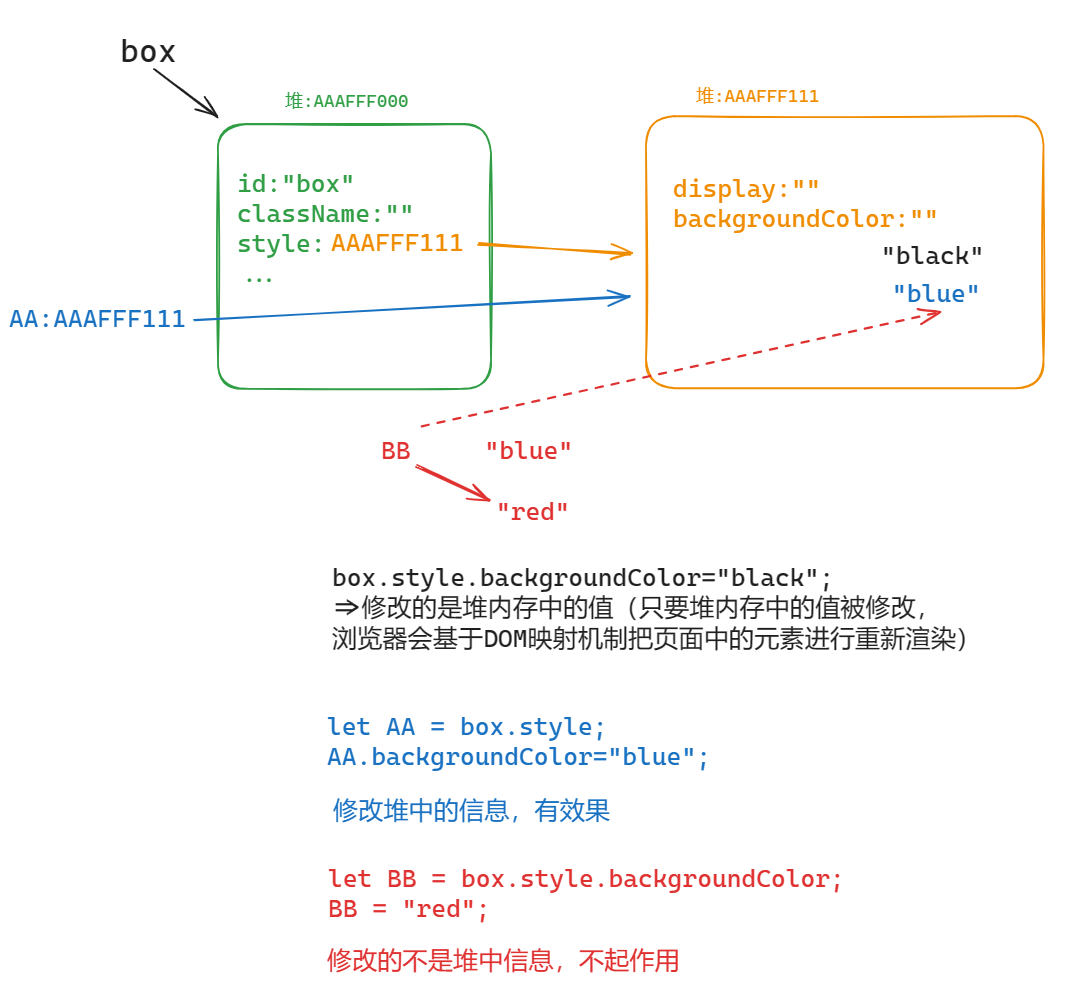 box
堆:AAAFFF000
堆:AAAFFF111
id:"box"
className:""
style: AAAFFF111
...
display:""
backgroundColor:""
"black"
"blue"
AA:AAAFFF111
BB
"blue"
"red"
box.style.backgroundColor="black";
=>修改的是堆内存中的值（只要堆内存中的值被修改，
浏览器会基于DOM映射机制把页面中的元素进行重新渲染）
let AA = box.style;
AA.backgroundColor="blue";
修改堆中的信息，有效果
let BB = box.style.backgroundColor;
BB = "red";
修改的不是堆中信息，不起作用